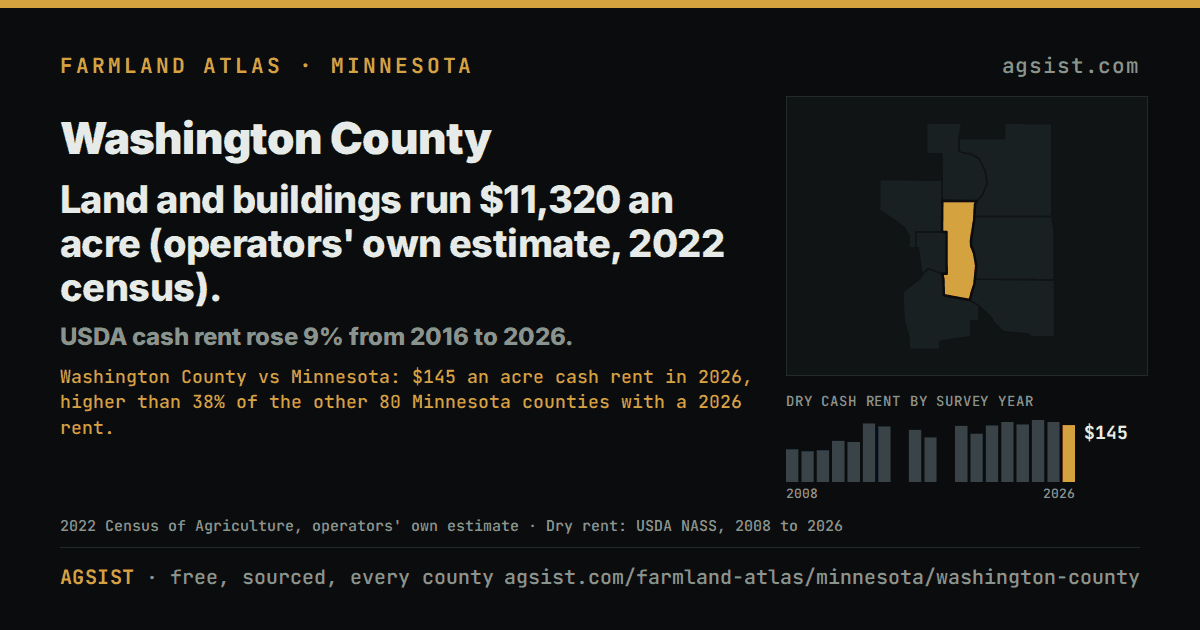 FARMLAND ATLAS · MINNESOTA
agsist.com
Washington County
Land and buildings run $11,320 an
acre (operators' own estimate, 2022
census).
USDA cash rent rose 9% from 2016 to 2026.
Washington County vs Minnesota: $145 an acre cash rent in 2026,
higher than 38% of the other 80 Minnesota counties with a 2026
rent.
DRY CASH RENT BY SURVEY YEAR
$145
2008
2026
2022 Census of Agriculture, operators' own estimate · Dry rent: USDA NASS, 2008 to 2026
AGSIST · free, sourced, every county
agsist.com/farmland-atlas/minnesota/washington-county